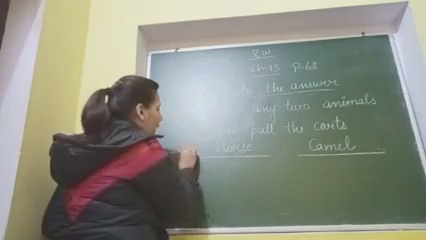 R.W.
Ch-13 P-68
the answer
any two animals
pull the carts
Horse Camel